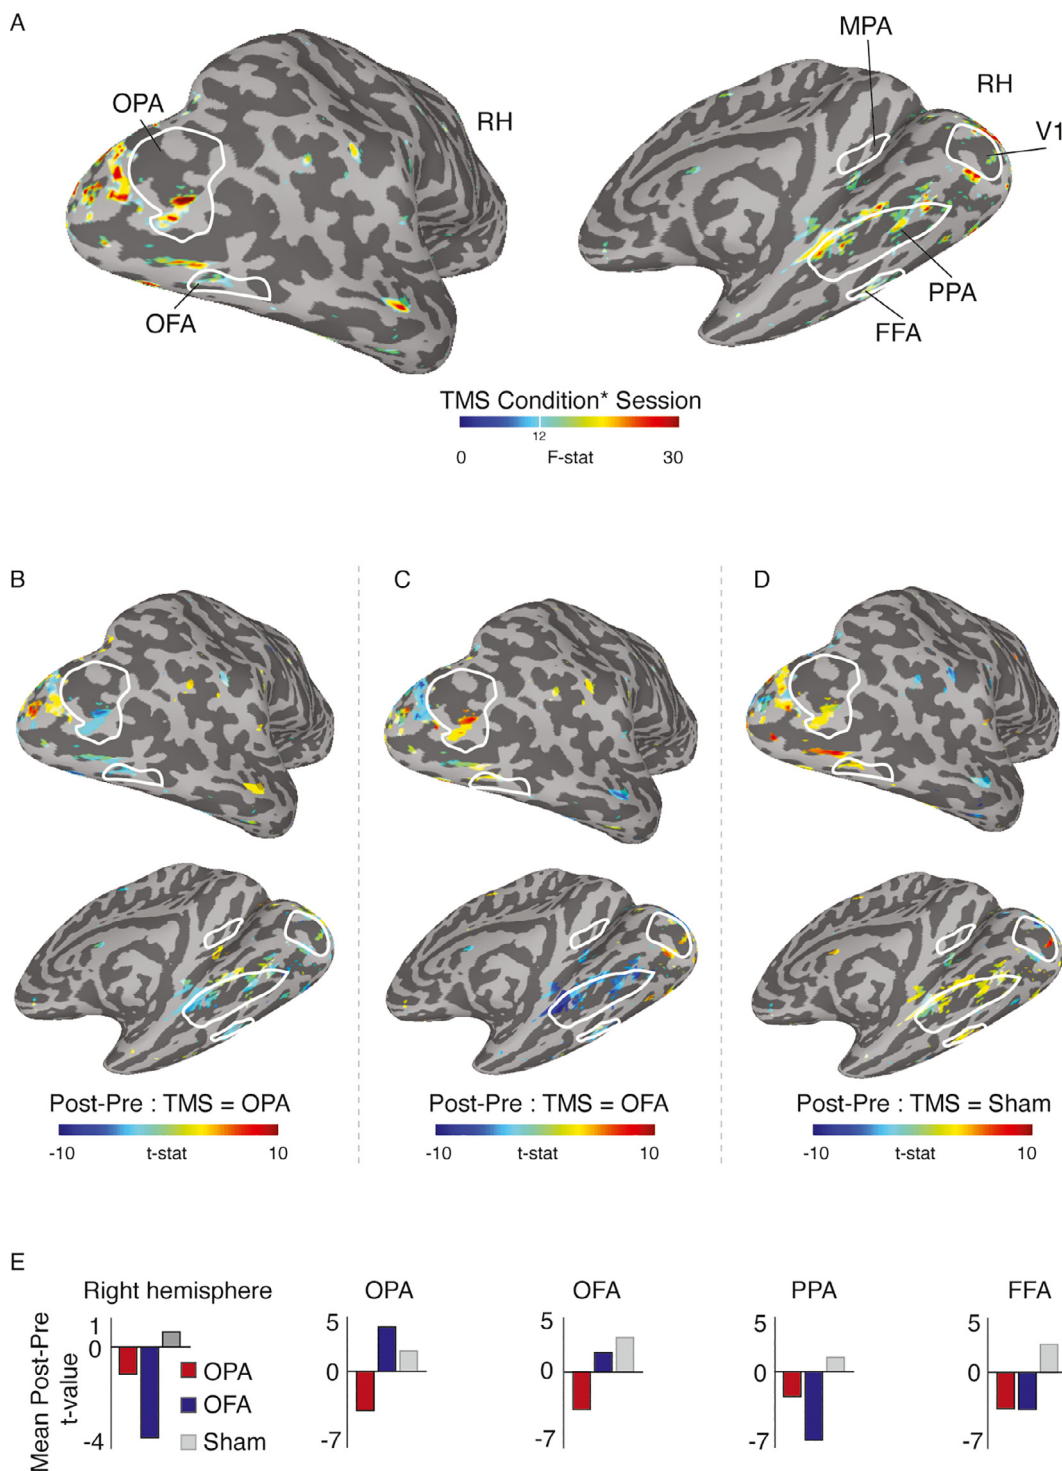 A
MPA
OPA
RH
RH
V1
OFA
PPA
FFA
TMS Condition* Session
12
0 F-stat 30
B C D
Post-Pre : TMS = OPA
-10 t-stat 10
Post-Pre : TMS = OFA
-10 t-stat 10
Post-Pre : TMS = Sham
-10 t-stat 10
E
Right hemisphere
Mean Post-Pre
t-value
1
0
-4
OPA
OFA
Sham
OPA
5
0
-7
OFA
5
0
-7
PPA
5
0
-7
FFA
5
0
-7